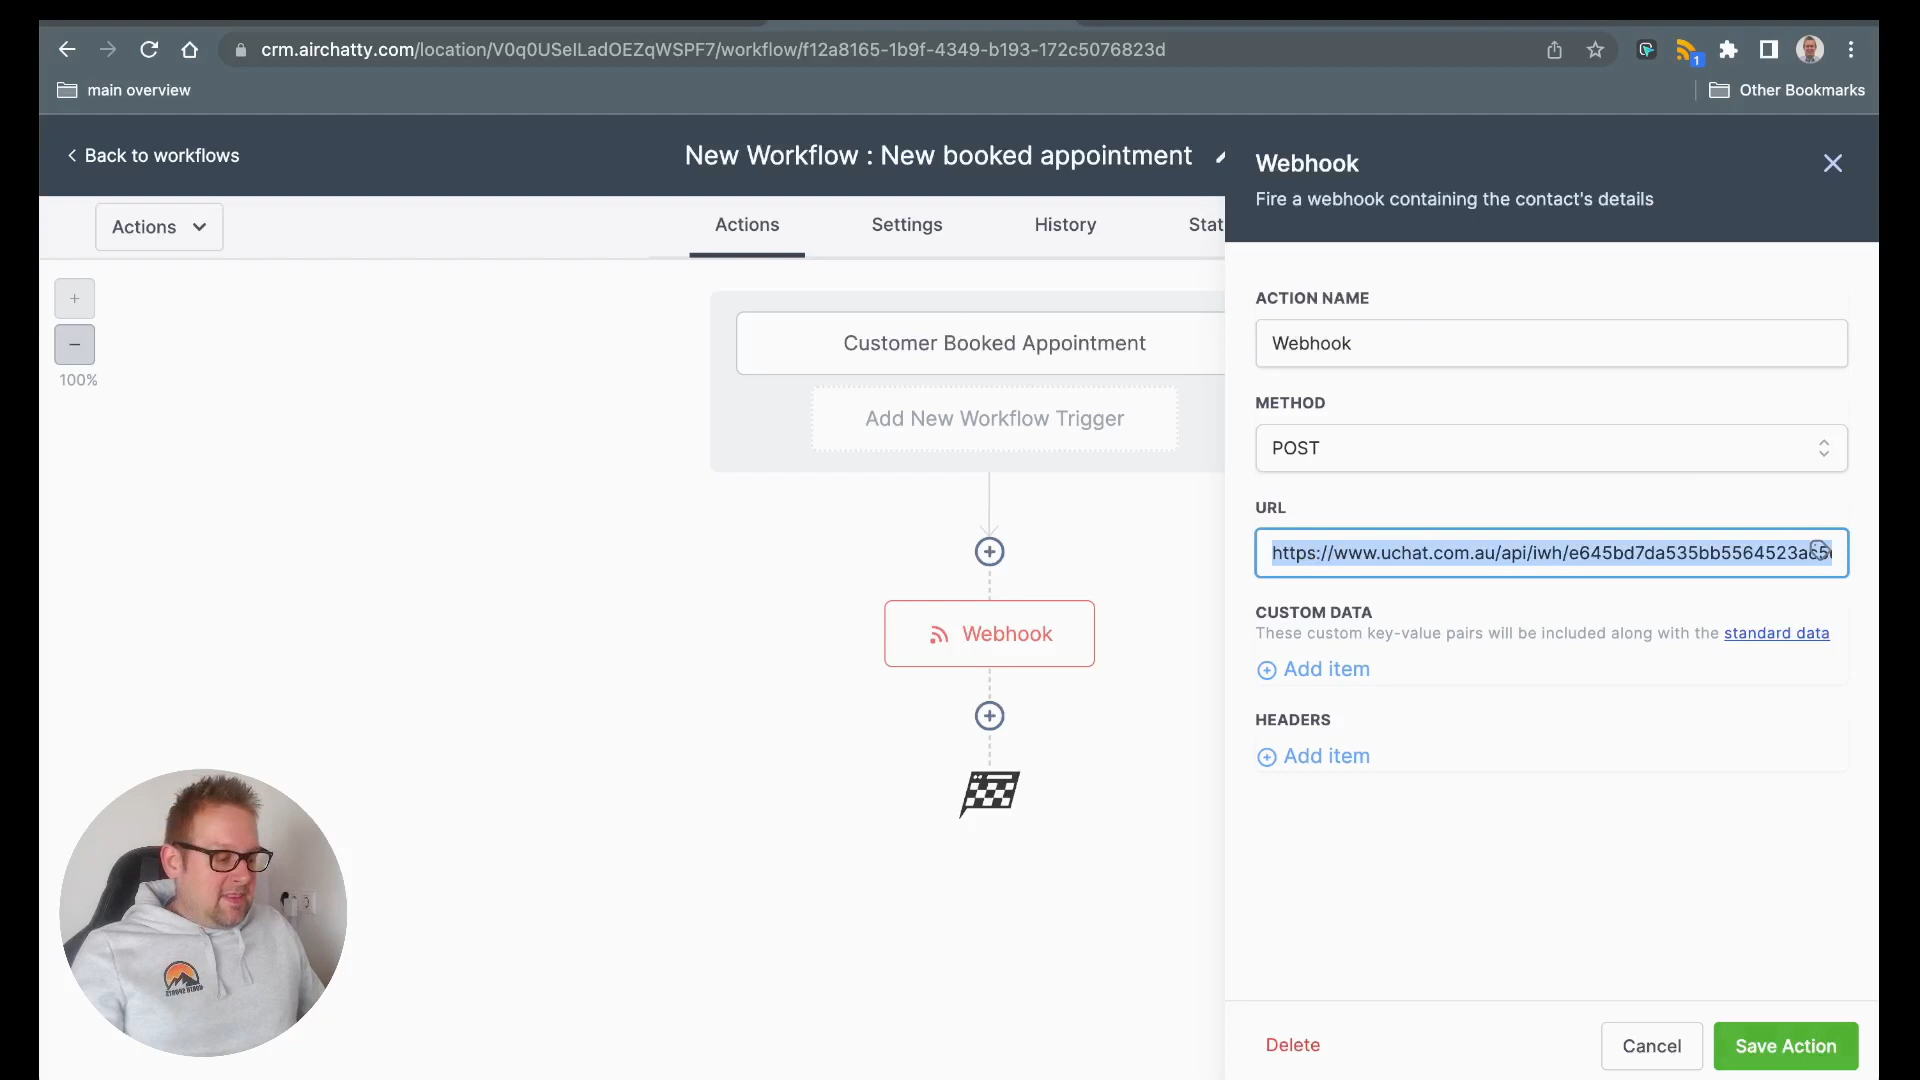 crm.airchatty.com/location/V0q0USelLadOEZqWSPF7/workflow/f12a8165-1b9f-4349-b193-172c5076823d
1
main overview
Other Bookmarks
Back to workflows
New Workflow : New booked appointment
Webhook
Fire a webhook containing the contact's details
Actions
Actions
Settings
History
Stat
+
−
100%
Customer Booked Appointment
Add New Workflow Trigger
Webhook
ACTION NAME
Webhook
METHOD
POST
URL
https://www.uchat.com.au/api/iwh/e645bd7da535bb5564523a
CUSTOM DATA
These custom key-value pairs will be included along with the standard data
Add item
HEADERS
Add item
Delete
Cancel
Save Action